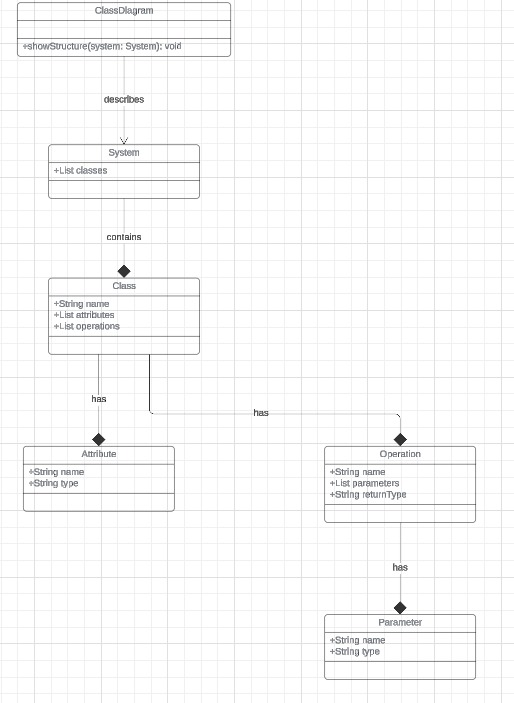 ClassDiagram
+showStructure(system: System): void
describes
System
+List classes
contains
Class
+String name
+List attributes
+List operations
has
has
Attribute
+String name
+String type
Operation
+String name
+List parameters
+String returnType
has
Parameter
+String name
+String type